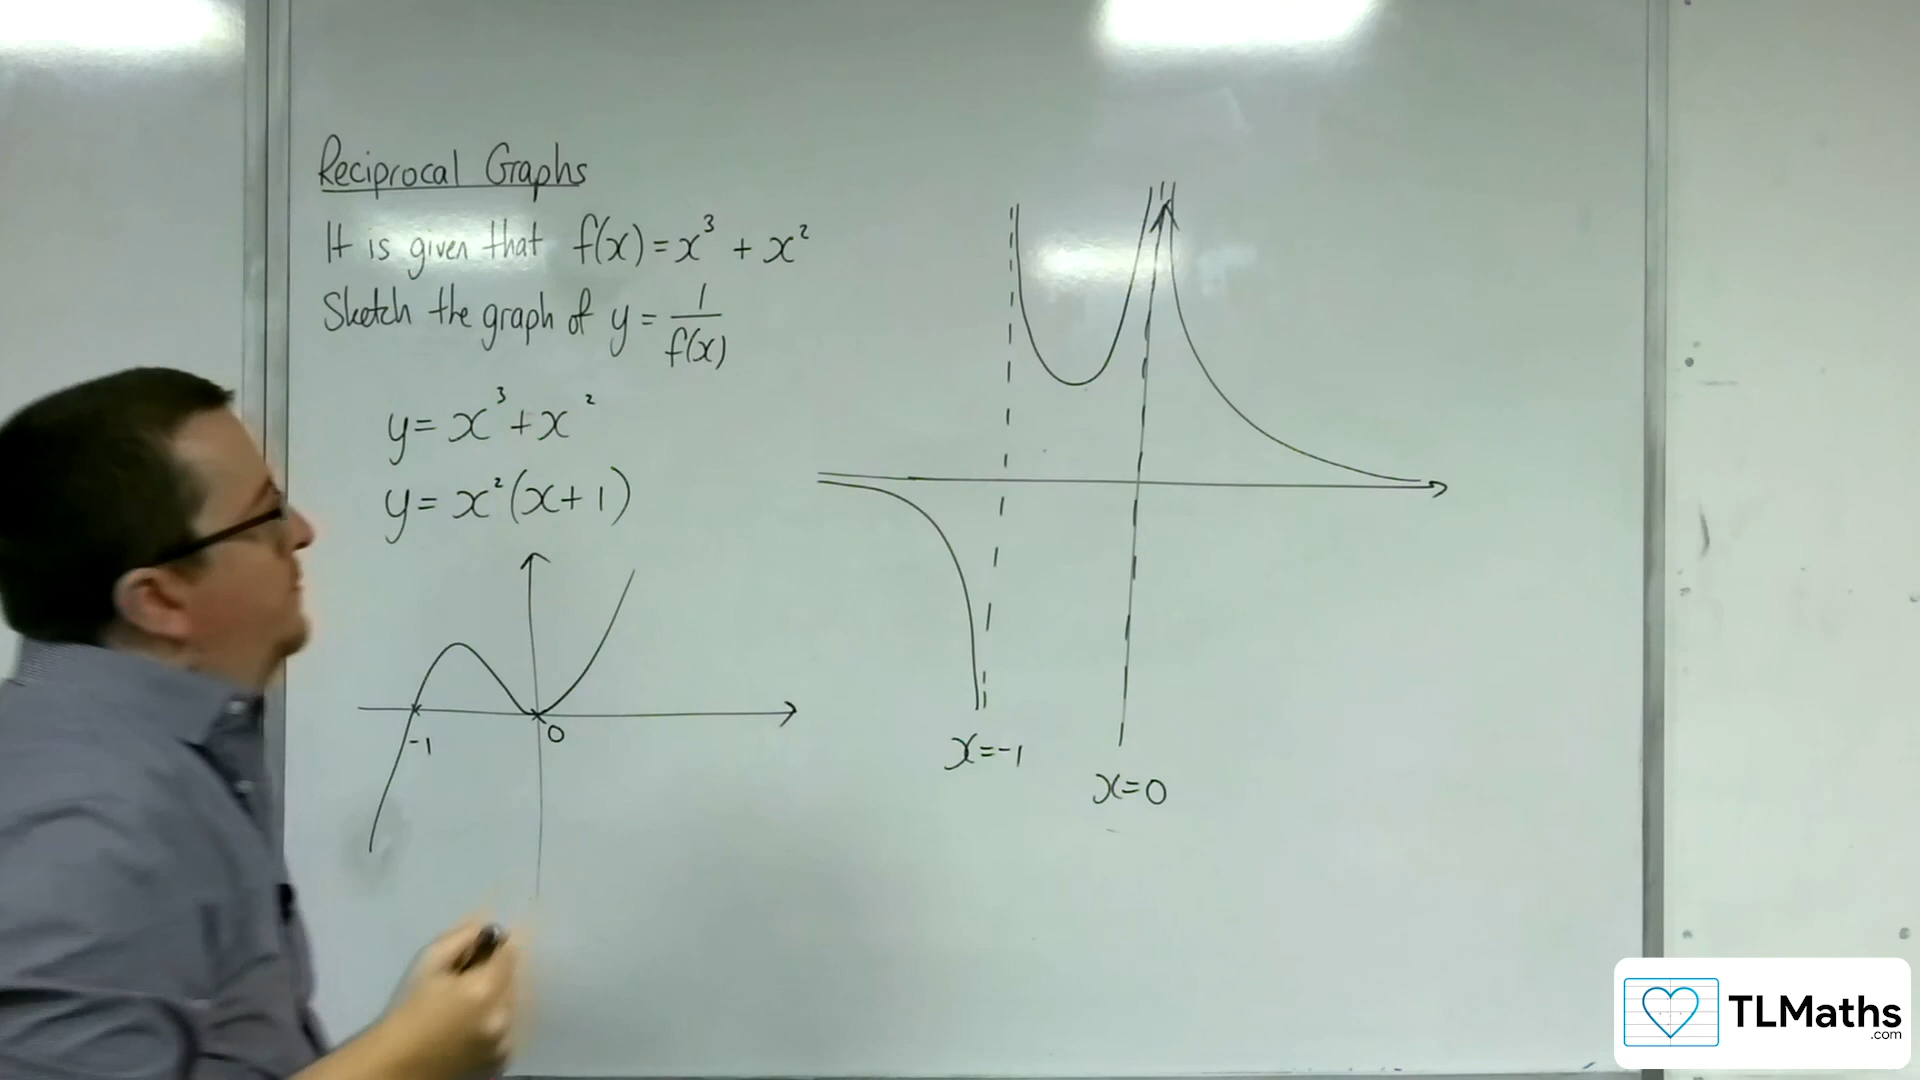 Reciprocal Graphs
It is given that f(x) = x³ + x²
Sketch the graph of y = 1/f(x)
y = x³ + x²
y = x²(x + 1)
-1
0
x = -1
x = 0
TLMaths
.com